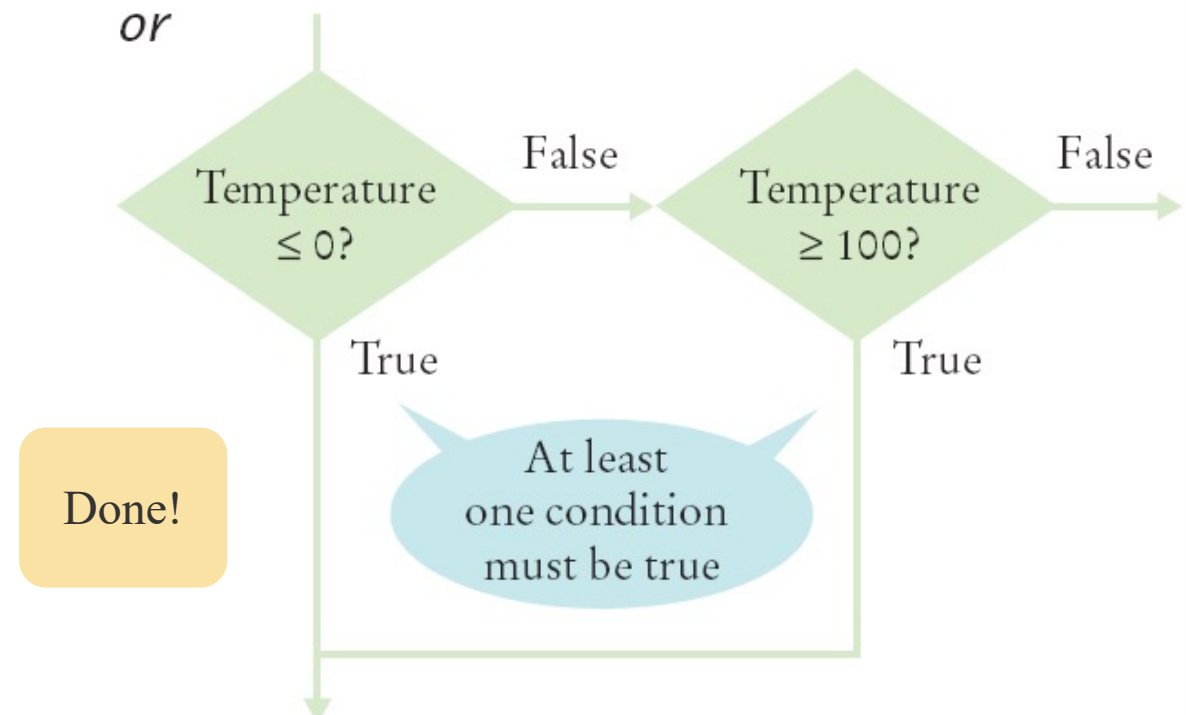 or
False
False
Temperature
≤ 0?
Temperature
≥ 100?
True
True
At least
one condition
must be true
Done!